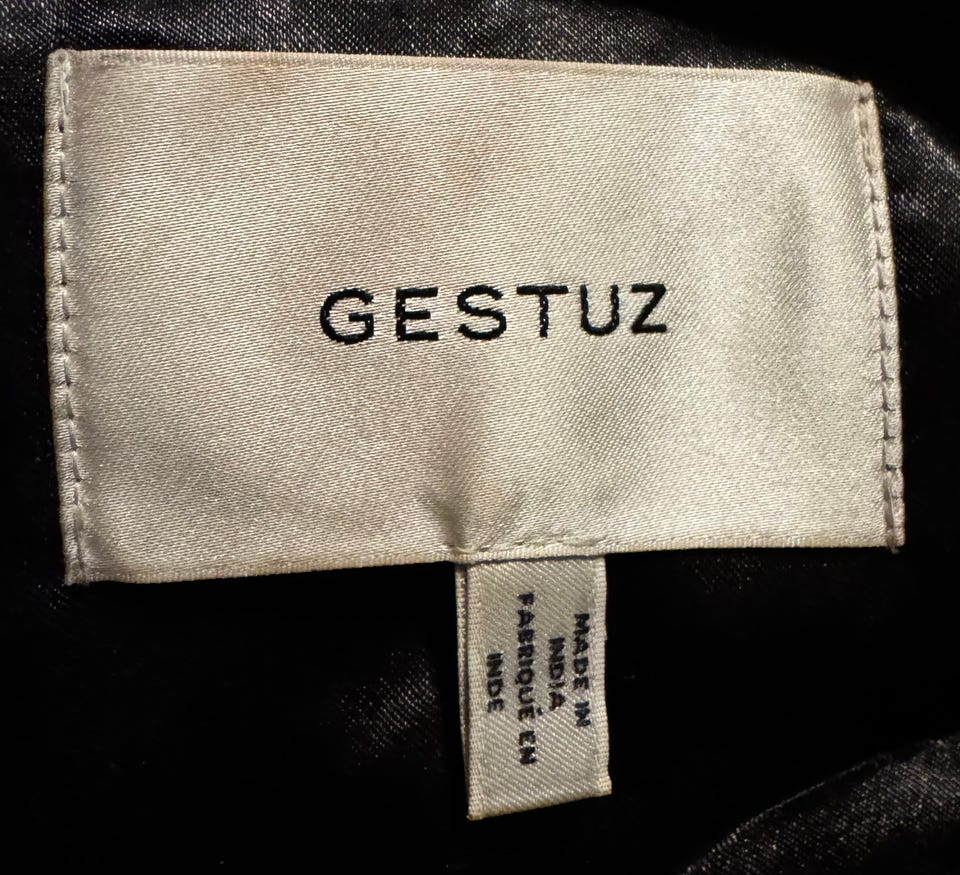 GESTUZ
MADE IN
INDIA
FABRIQUÉ EN
INDE